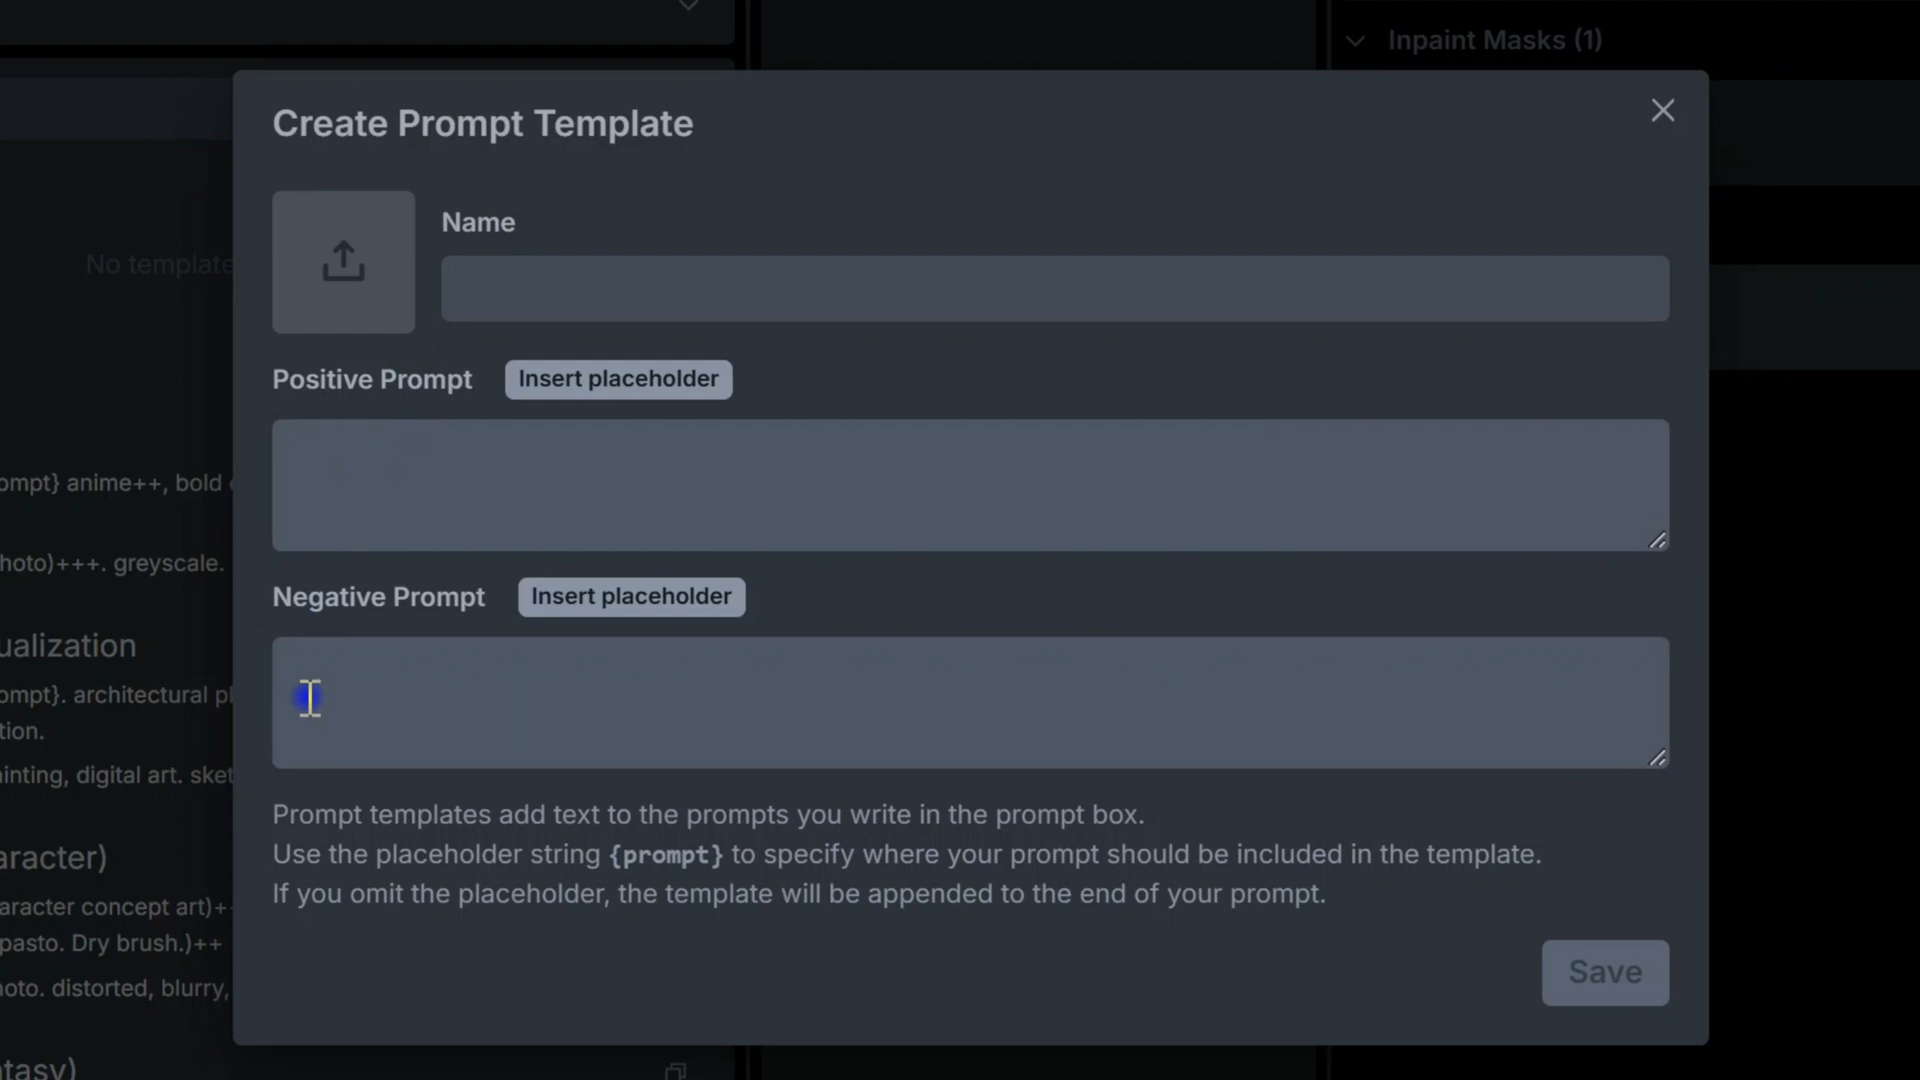 Inpaint Masks (1)
Create Prompt Template
Name
No template
Positive Prompt
Insert placeholder
ompt} anime++, bold
hoto)+++. greyscale.
Negative Prompt
Insert placeholder
ualization
ompt}. architectural pl
tion.
inting, digital art. sket
Prompt templates add text to the prompts you write in the prompt box.
Use the placeholder string {prompt} to specify where your prompt should be included in the template.
If you omit the placeholder, the template will be appended to the end of your prompt.
aracter)
aracter concept art)+
pasto. Dry brush.)++
Save
oto. distorted, blurry,
ntasy)